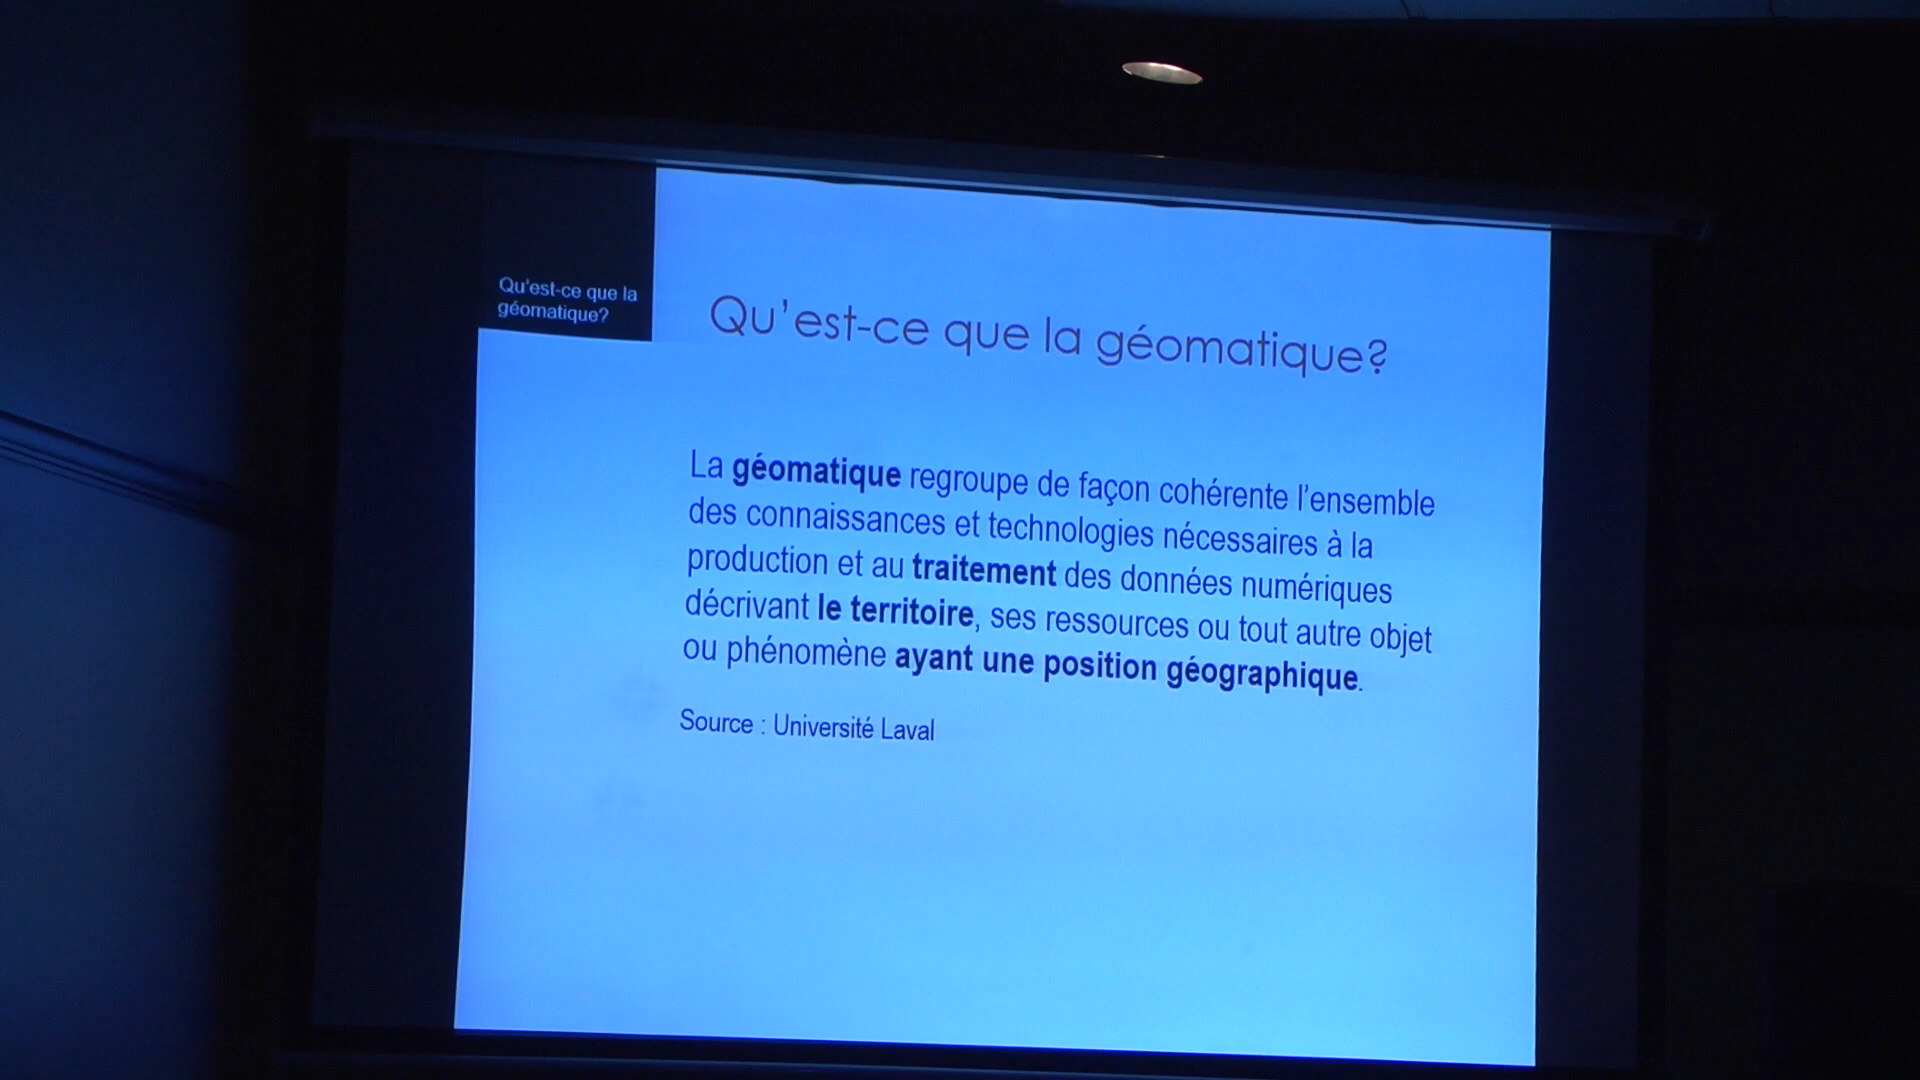 Qu'est-ce que la
géomatique?
Qu'est-ce que la géomatique?
La géomatique regroupe de façon cohérente l'ensemble
des connaissances et technologies nécessaires à la
production et au traitement des données numériques
décrivant le territoire, ses ressources ou tout autre objet
ou phénomène ayant une position géographique.
Source : Université Laval